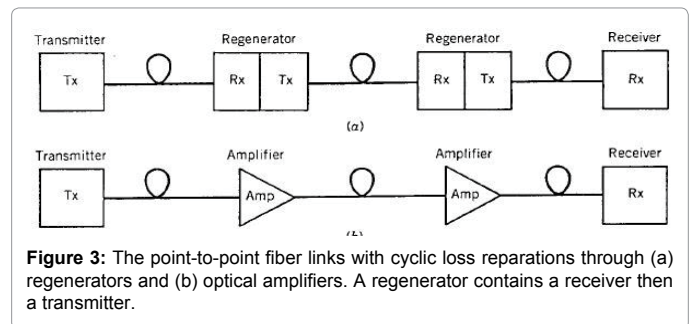 Transmitter Regenerator Regenerator Receiver
Tx Rx Tx Rx Tx Rx
(a)
Transmitter Amplifier Amplifier Receiver
Tx Amp Amp Rx
(b)
Figure 3: The point-to-point fiber links with cyclic loss reparations through (a)
regenerators and (b) optical amplifiers. A regenerator contains a receiver then
a transmitter.